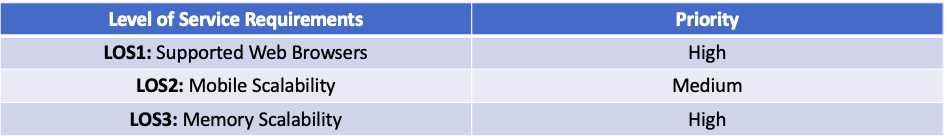 Level of Service Requirements Priority
LOS1: Supported Web Browsers High
LOS2: Mobile Scalability Medium
LOS3: Memory Scalability High